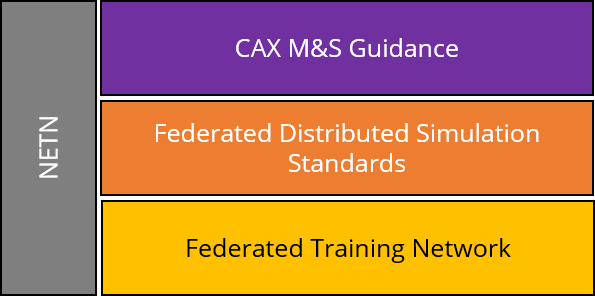 NETN
CAX M&S Guidance
Federated Distributed Simulation
Standards
Federated Training Network